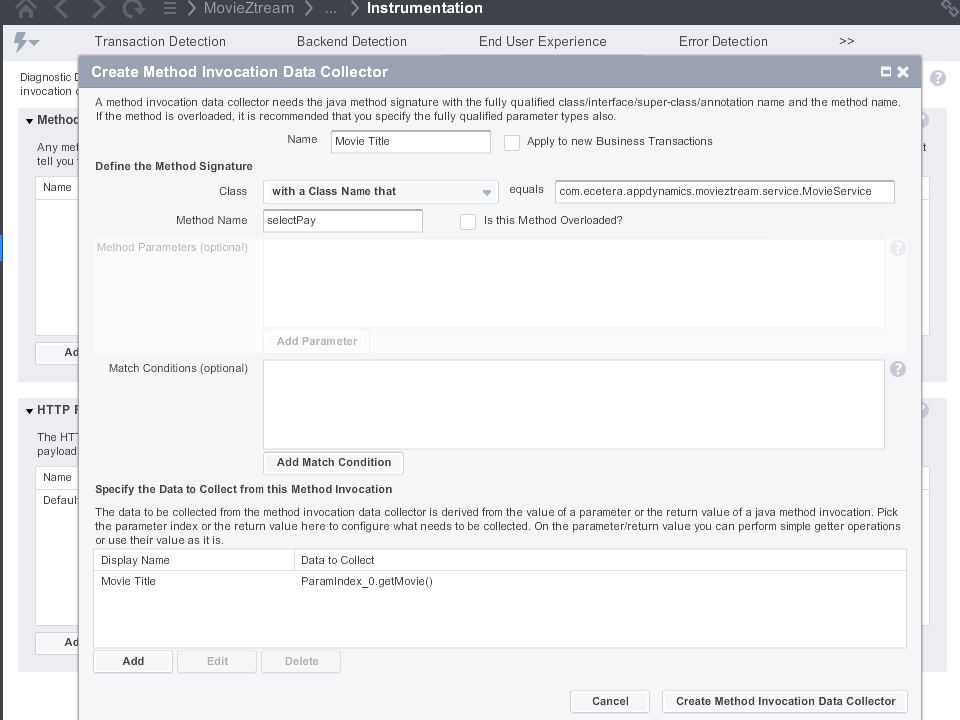 MovieZtream ... Instrumentation
Transaction Detection Backend Detection End User Experience Error Detection >>
Diagnostic
invocation
Create Method Invocation Data Collector
A method invocation data collector needs the java method signature with the fully qualified class/interface/super-class/annotation name and the method name.
If the method is overloaded, it is recommended that you specify the fully qualified parameter types also.
Name Movie Title Apply to new Business Transactions
Define the Method Signature
Class with a Class Name that equals com.ecetera.appdynamics.movieztream.service.MovieService
Method Name selectPay Is this Method Overloaded?
Method Parameters (optional)
Add Parameter
Match Conditions (optional)
Add Match Condition
Specify the Data to Collect from this Method Invocation
The data to be collected from the method invocation data collector is derived from the value of a parameter or the return value of a java method invocation. Pick
the parameter index or the return value here to configure what needs to be collected. On the parameter/return value you can perform simple getter operations
or use their value as it is.
Display Name Data to Collect
Movie Title ParamIndex_0.getMovie()
Add Edit Delete
Cancel Create Method Invocation Data Collector
Method
Any met
tell you
Name
Ad
HTTP
The HT
payload
Name
Defaul
Ad